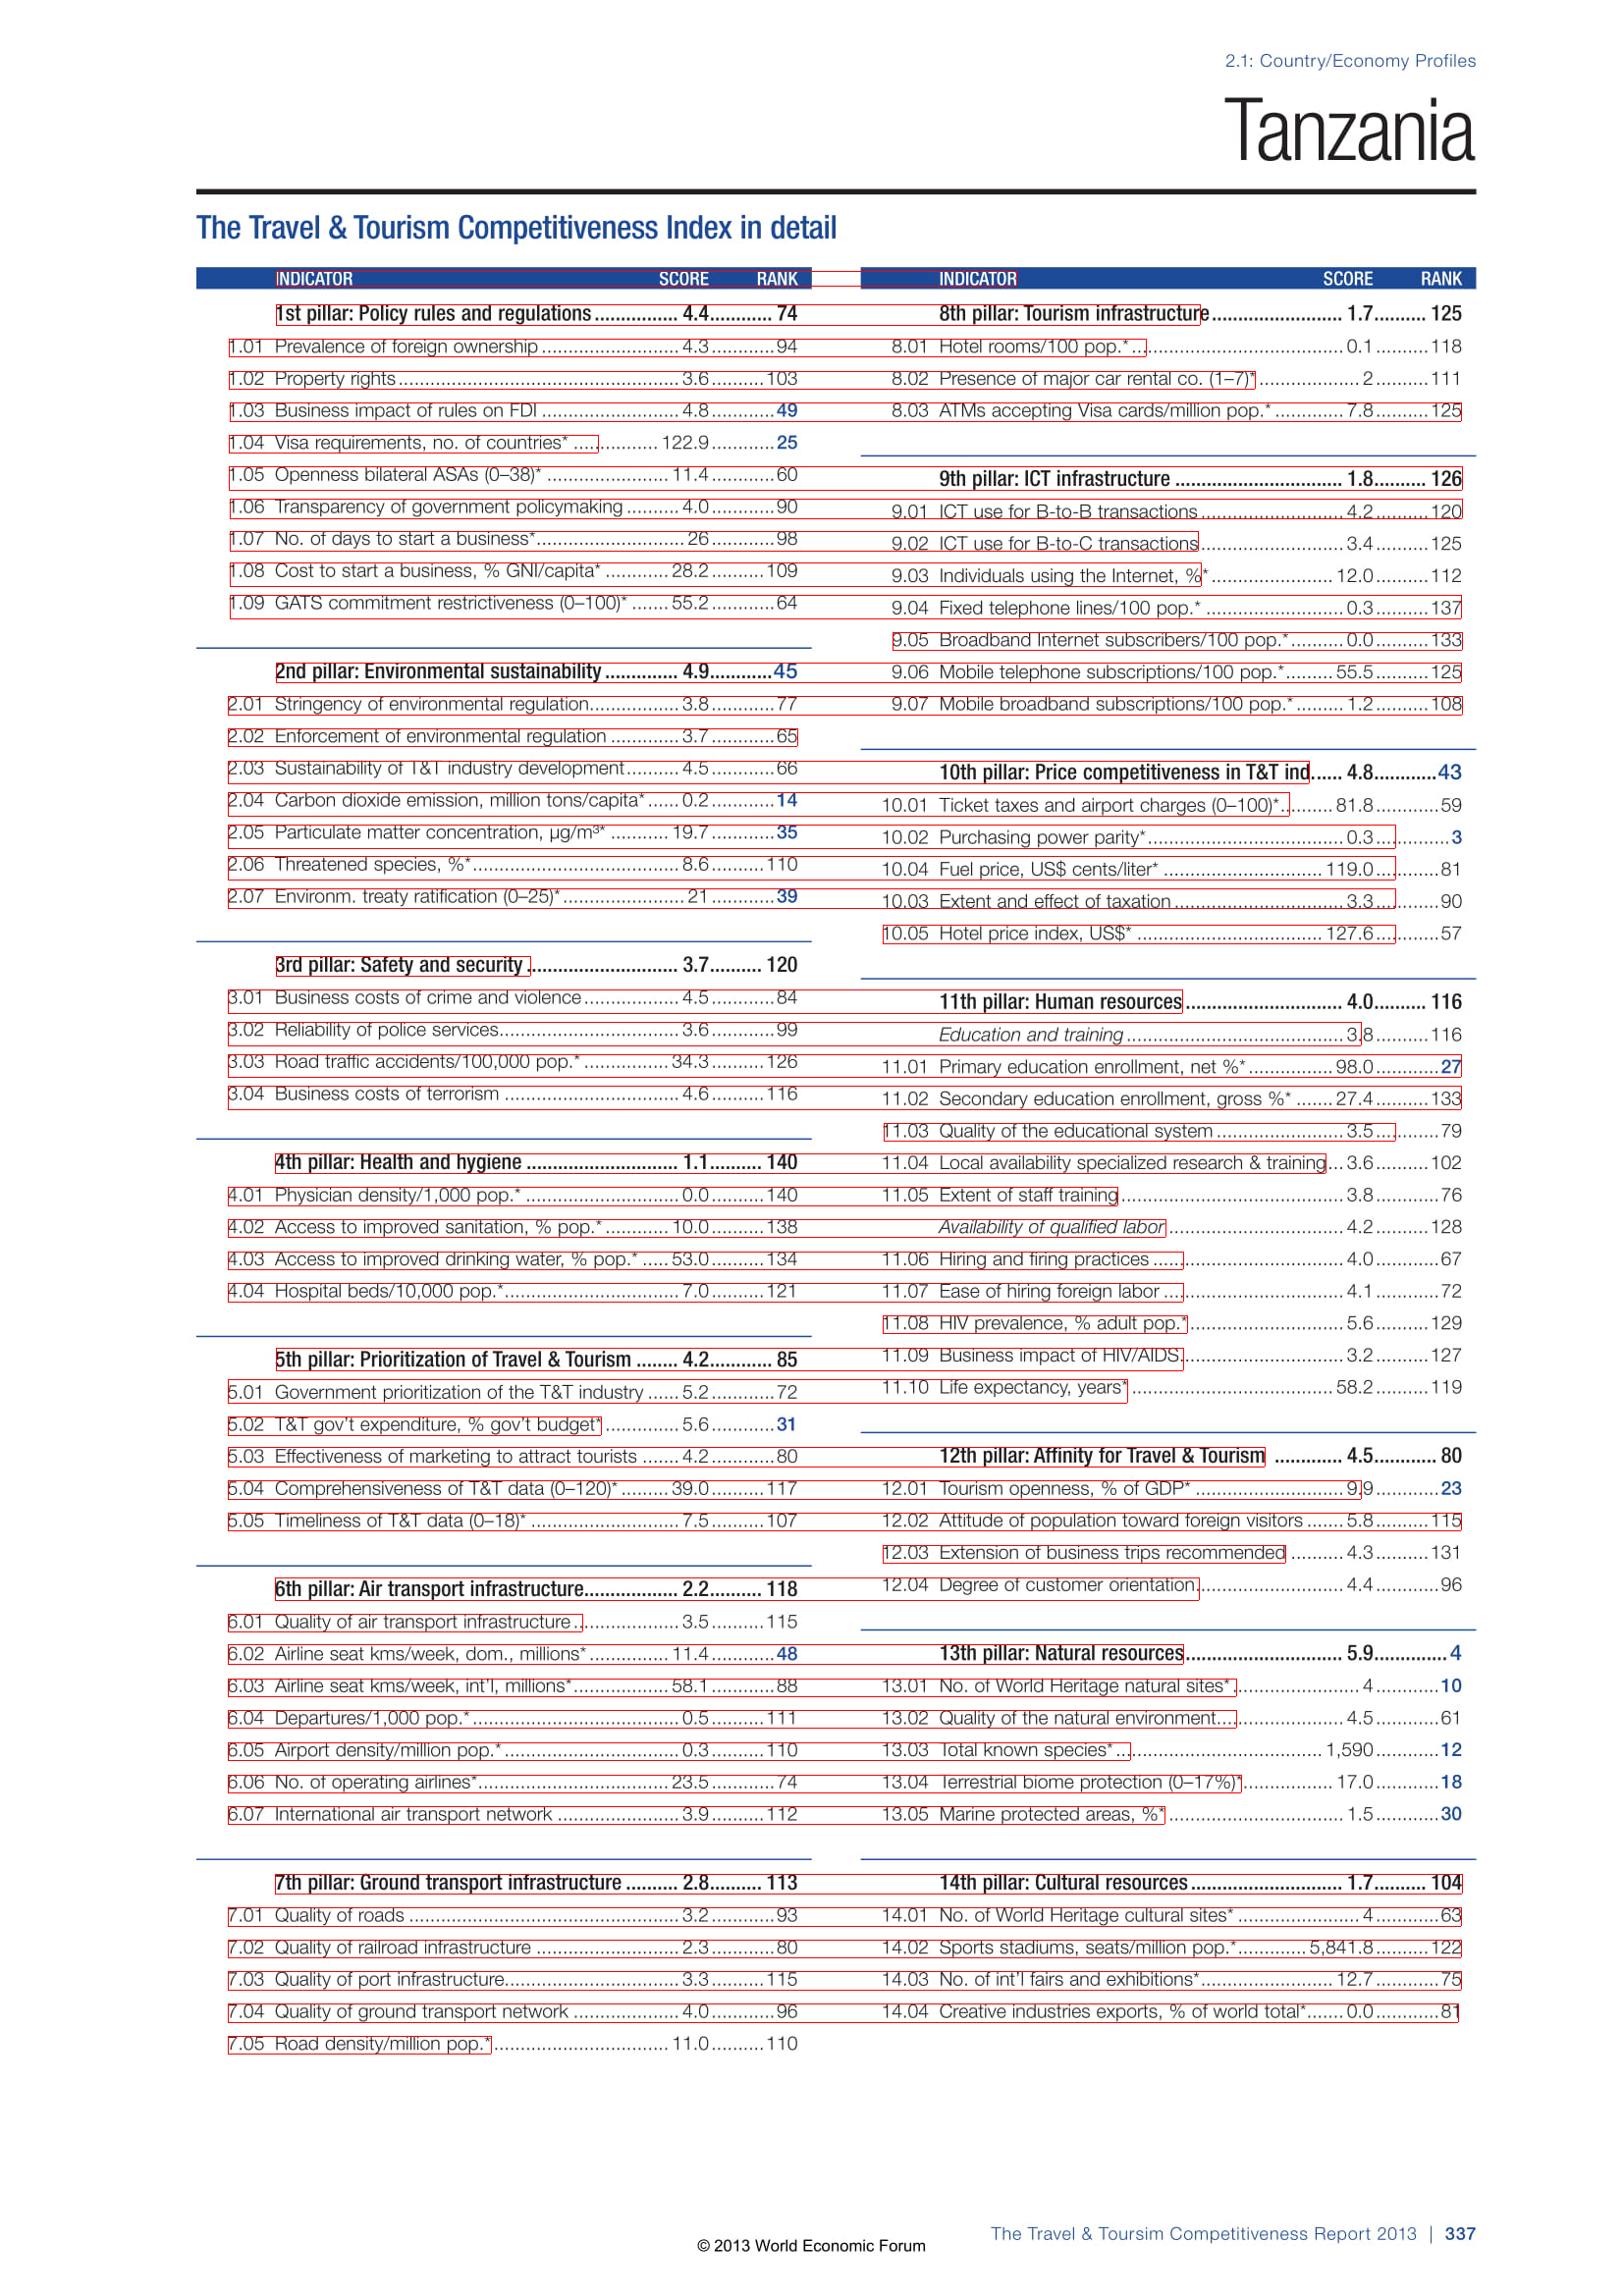 2.1: Country/Economy Profiles
Tanzania
The Travel & Tourism Competitiveness Index in detail
INDICATOR SCORE RANK
1st pillar: Policy rules and regulations................ 4.4............ 74
1.01 Prevalence of foreign ownership..........................4.3............94
1.02 Property rights......................................................3.6..........103
1.03 Business impact of rules on FDI ..........................4.8............49
1.04 Visa requirements, no. of countries* ................122.9............25
1.05 Openness bilateral ASAs (0–38)* .......................11.4............60
1.06 Transparency of government policymaking ..........4.0............90
1.07 No. of days to start a business*............................26............98
1.08 Cost to start a business, % GNI/capita* ............28.2..........109
1.09 GATS commitment restrictiveness (0–100)* .......55.2............64
2nd pillar: Environmental sustainability .............. 4.9............45
2.01 Stringency of environmental regulation.................3.8............77
2.02 Enforcement of environmental regulation .............3.7............65
2.03 Sustainability of T&T industry development..........4.5............66
2.04 Carbon dioxide emission, million tons/capita*......0.2............14
2.05 Particulate matter concentration, μg/m³* ...........19.7............35
2.06 Threatened species, %*.......................................8.6..........110
2.07 Environm. treaty ratification (0–25)*.......................21............39
3rd pillar: Safety and security............................. 3.7.......... 120
3.01 Business costs of crime and violence..................4.5............84
3.02 Reliability of police services..................................3.6............99
3.03 Road traffic accidents/100,000 pop.*................34.3..........126
3.04 Business costs of terrorism .................................4.6..........116
4th pillar: Health and hygiene ............................. 1.1.......... 140
4.01 Physician density/1,000 pop.* .............................0.0..........140
4.02 Access to improved sanitation, % pop.*............10.0..........138
4.03 Access to improved drinking water, % pop.* .....53.0..........134
4.04 Hospital beds/10,000 pop.*.................................7.0..........121
5th pillar: Prioritization of Travel & Tourism ........ 4.2............ 85
5.01 Government prioritization of the T&T industry ......5.2............72
5.02 T&T gov’t expenditure, % gov’t budget* ..............5.6............31
5.03 Effectiveness of marketing to attract tourists .......4.2............80
5.04 Comprehensiveness of T&T data (0–120)*.........39.0..........117
5.05 Timeliness of T&T data (0–18)* ............................7.5..........107
6th pillar: Air transport infrastructure.................. 2.2.......... 118
6.01 Quality of air transport infrastructure....................3.5..........115
6.02 Airline seat kms/week, dom., millions*...............11.4............48
6.03 Airline seat kms/week, int’l, millions*..................58.1............88
6.04 Departures/1,000 pop.*.......................................0.5..........111
6.05 Airport density/million pop.*.................................0.3..........110
6.06 No. of operating airlines*....................................23.5............74
6.07 International air transport network .......................3.9..........112
7th pillar: Ground transport infrastructure .......... 2.8.......... 113
7.01 Quality of roads ...................................................3.2............93
7.02 Quality of railroad infrastructure ...........................2.3............80
7.03 Quality of port infrastructure.................................3.3..........115
7.04 Quality of ground transport network ....................4.0............96
7.05 Road density/million pop.*.................................11.0..........110
INDICATOR SCORE RANK
8th pillar: Tourism infrastructure......................... 1.7.......... 125
8.01 Hotel rooms/100 pop.*........................................0.1..........118
8.02 Presence of major car rental co. (1–7)*...................2..........111
8.03 ATMs accepting Visa cards/million pop.* .............7.8..........125
9th pillar: ICT infrastructure ................................ 1.8.......... 126
9.01 ICT use for B-to-B transactions...........................4.2..........120
9.02 ICT use for B-to-C transactions...........................3.4..........125
9.03 Individuals using the Internet, %*.......................12.0..........112
9.04 Fixed telephone lines/100 pop.* ..........................0.3..........137
9.05 Broadband Internet subscribers/100 pop.*..........0.0..........133
9.06 Mobile telephone subscriptions/100 pop.*.........55.5..........125
9.07 Mobile broadband subscriptions/100 pop.* .........1.2..........108
10th pillar: Price competitiveness in T&T ind...... 4.8............43
10.01 Ticket taxes and airport charges (0–100)*..........81.8............59
10.02 Purchasing power parity*.....................................0.3..............3
10.04 Fuel price, US$ cents/liter* ..............................119.0............81
10.03 Extent and effect of taxation................................3.3............90
10.05 Hotel price index, US$* ...................................127.6............57
11th pillar: Human resources.............................. 4.0.......... 116
Education and training.........................................3.8..........116
11.01 Primary education enrollment, net %*................98.0............27
11.02 Secondary education enrollment, gross %* .......27.4..........133
11.03 Quality of the educational system........................3.5............79
11.04 Local availability specialized research & training...3.6..........102
11.05 Extent of staff training..........................................3.8............76
Availability of qualified labor.................................4.2..........128
11.06 Hiring and firing practices ....................................4.0............67
11.07 Ease of hiring foreign labor ..................................4.1............72
11.08 HIV prevalence, % adult pop.*.............................5.6..........129
11.09 Business impact of HIV/AIDS...............................3.2..........127
11.10 Life expectancy, years* ......................................58.2..........119
12th pillar: Affinity for Travel & Tourism ............. 4.5............ 80
12.01 Tourism openness, % of GDP* ............................9.9............23
12.02 Attitude of population toward foreign visitors .......5.8..........115
12.03 Extension of business trips recommended ..........4.3..........131
12.04 Degree of customer orientation............................4.4............96
13th pillar: Natural resources.............................. 5.9..............4
13.01 No. of World Heritage natural sites*.........................4............10
13.02 Quality of the natural environment........................4.5............61
13.03 Total known species*.......................................1,590............12
13.04 Terrestrial biome protection (0–17%)*.................17.0............18
13.05 Marine protected areas, %*.................................1.5............30
14th pillar: Cultural resources............................. 1.7.......... 104
14.01 No. of World Heritage cultural sites* .......................4............63
14.02 Sports stadiums, seats/million pop.*.............5,841.8..........122
14.03 No. of int’l fairs and exhibitions*.........................12.7............75
14.04 Creative industries exports, % of world total*.......0.0............81
The Travel & Toursim Competitiveness Report 2013 | 337
© 2013 World Economic Forum